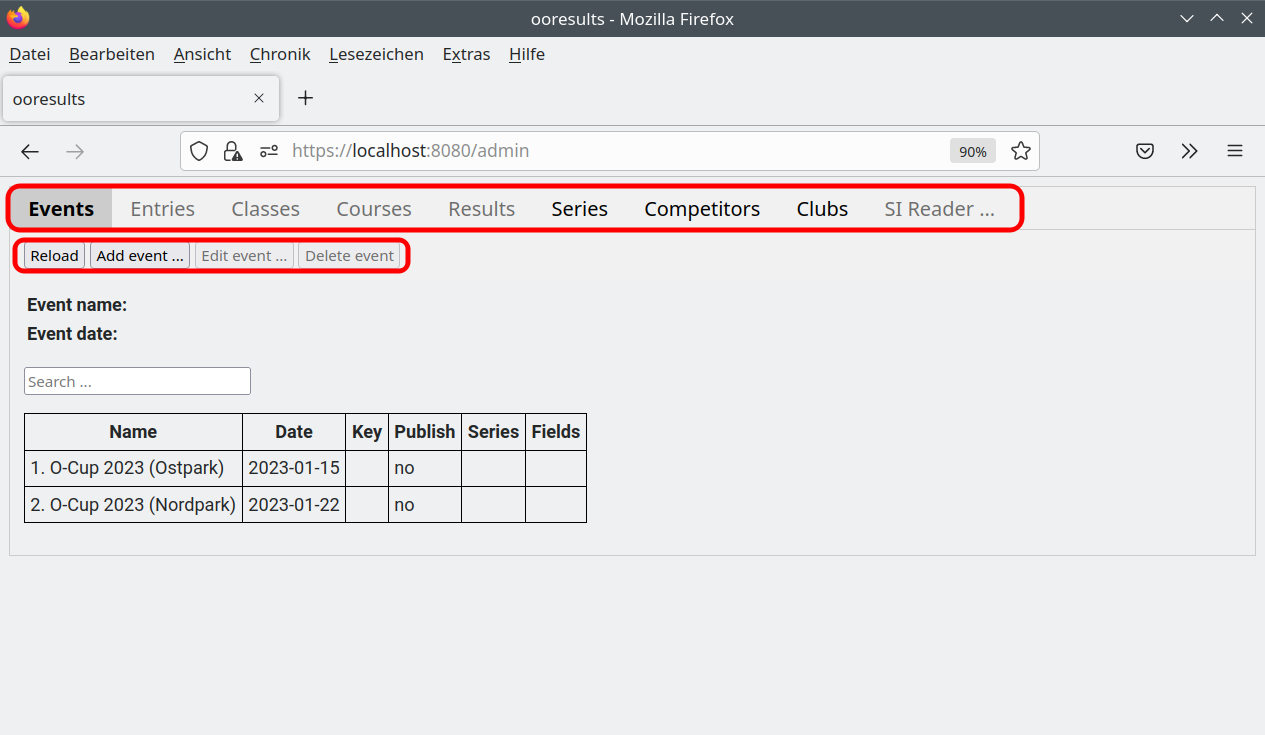 ooresults - Mozilla Firefox
Datei Bearbeiten Ansicht Chronik Lesezeichen Extras Hilfe
ooresults
https://localhost:8080/admin 90%
Events Entries Classes Courses Results Series Competitors Clubs SI Reader ...
Reload Add event ... Edit event ... Delete event
Event name:
Event date:
Search ...
Name Date Key Publish Series Fields
1. O-Cup 2023 (Ostpark) 2023-01-15 no
2. O-Cup 2023 (Nordpark) 2023-01-22 no